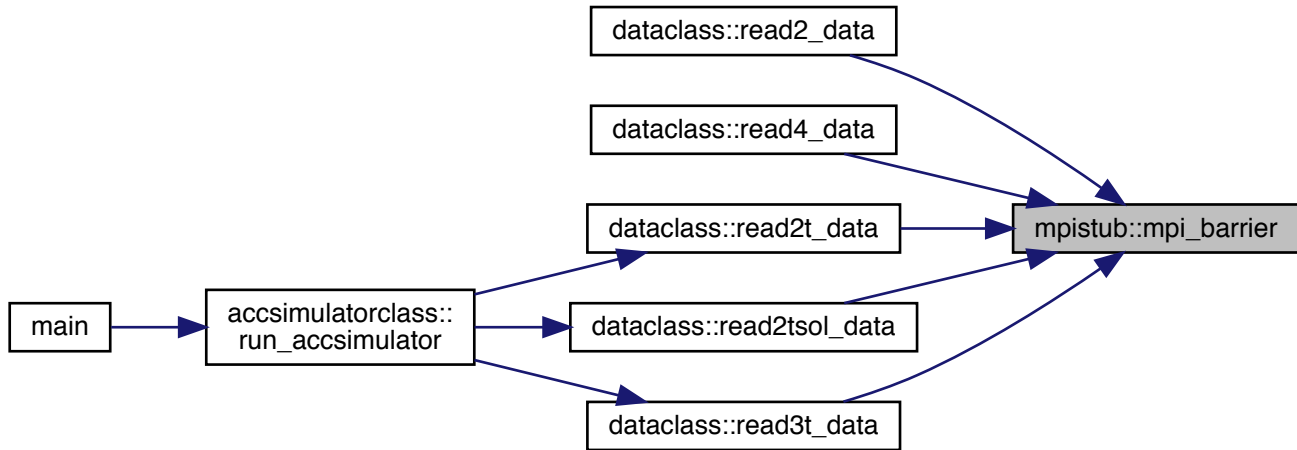 dataclass::read2_data
dataclass::read4_data
dataclass::read2t_data
mpistub::mpi_barrier
main
accsimulatorclass::
run_accsimulator
dataclass::read2tsol_data
dataclass::read3t_data